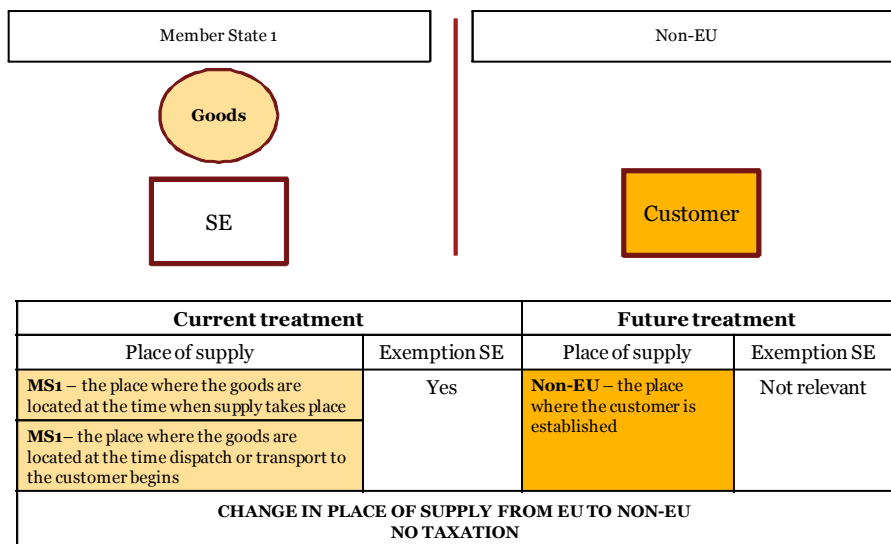 Member State 1
Non-EU
Goods
SE
Customer
Current treatment
Future treatment
Place of supply
Exemption SE
Place of supply
Exemption SE
MS1 – the place where the goods are
located at the time when supply takes place
Yes
Non-EU – the place
where the customer is
established
Not relevant
MS1– the place where the goods are
located at the time dispatch or transport to
the customer begins
CHANGE IN PLACE OF SUPPLY FROM EU TO NON-EU
NO TAXATION